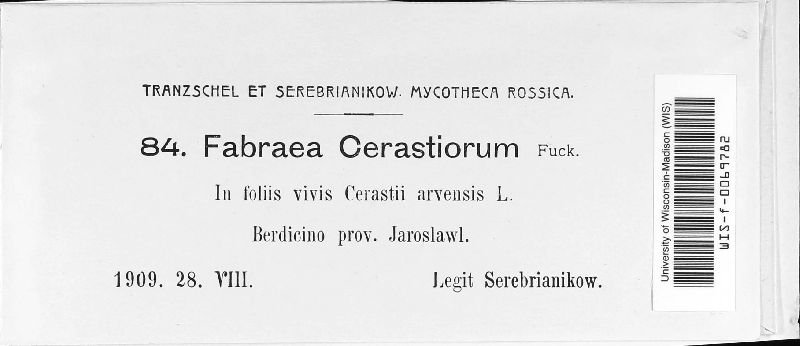 TRANZSCHEL ET SEREBRIANIKOW. MYCOTHECA ROSSICA.
84. Fabraea Cerastiorum Fuck.
In foliis vivis Cerastii arvensis L.
Berdicino prov. Jaroslawl.
1909. 28. VIII. Legit Serebrianikow.
University of Wisconsin-Madison (WIS)
WIS-f-0069782